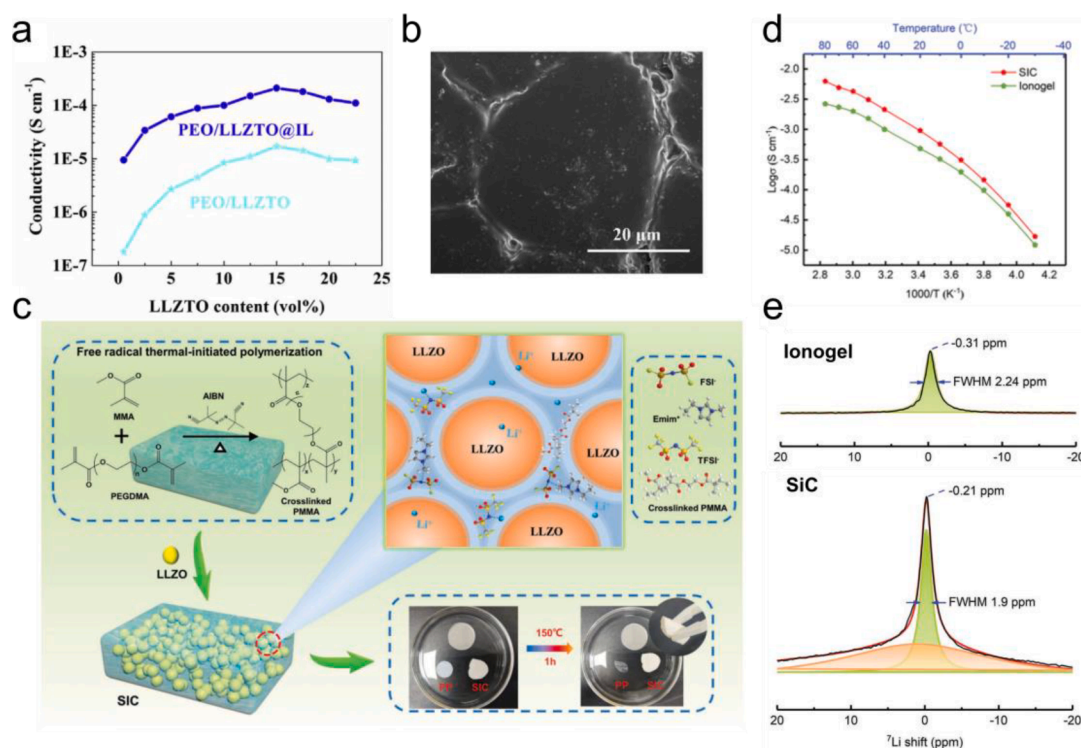 a
1E-3
1E-4
1E-5
1E-6
1E-7
Conductivity (S cm⁻¹)
PEO/LLZTO@IL
PEO/LLZTO
0
5
10
15
20
25
LLZTO content (vol%)
b
20 μm
d
Temperature (℃)
80
60
40
20
0
-30
-2.0
-2.5
-3.0
-3.5
-4.0
-4.5
-5.0
Logσ (S cm⁻¹)
SIC
Ionogel
2.8
3.0
3.2
3.4
3.6
3.8
4.0
4.2
1000/T (K⁻¹)
c
Free radical thermal-initiated polymerization
MMA
+
PEGDMA
AIBN
Δ
Crosslinked
PMMA
LLZO
SIC
LLZO
LLZO
Li⁺
LLZO
LLZO
Li⁺
LLZO
Li⁺
Li⁺
LLZO
LLZO
Li⁺
FSI⁻
Emim⁺
TFSI⁻
Crosslinked PMMA
PP
SIC
150℃
1h
PP
SIC
e
Ionogel
-0.31 ppm
FWHM 2.24 ppm
20
10
0
-10
-20
SiC
-0.21 ppm
FWHM 1.9 ppm
20
10
0
-10
-20
⁷Li shift (ppm)